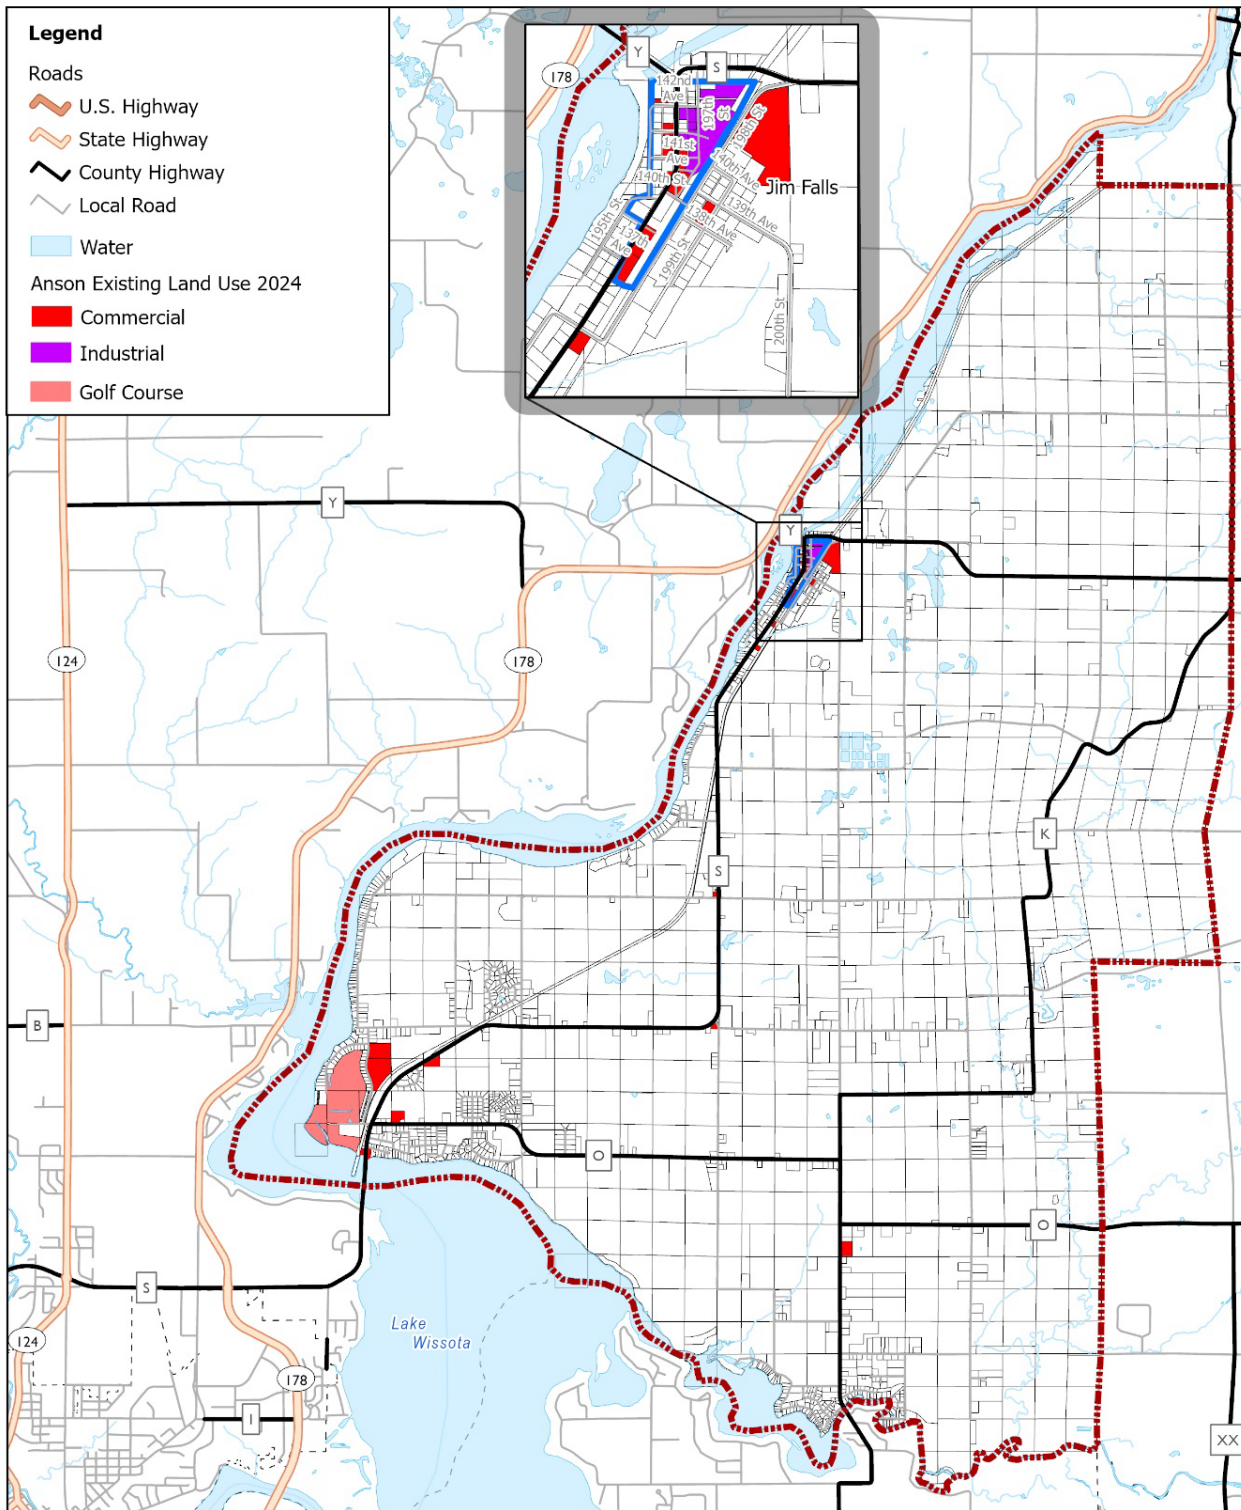 Legend
Roads
U.S. Highway
State Highway
County Highway
Local Road
Water
Anson Existing Land Use 2024
Commercial
Industrial
Golf Course
Y
S
178
142nd
Ave
197th
St
198th St
141st
Ave
140th Ave
140th St
Jim Falls
139th Ave
138th Ave
195th St
137th
Ave
199th St
200th St
Y
Y
124
178
K
S
B
O
O
S
Lake
Wissota
124
178
I
XX